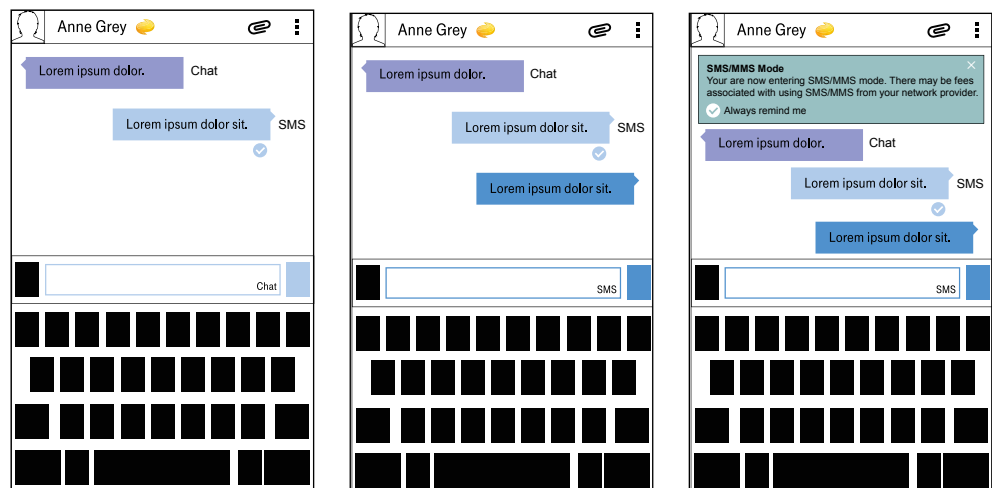 Anne Grey
Lorem ipsum dolor. Chat
Lorem ipsum dolor sit. SMS
Chat
Anne Grey
Lorem ipsum dolor. Chat
Lorem ipsum dolor sit. SMS
Lorem ipsum dolor sit.
SMS
Anne Grey
SMS/MMS Mode
You are now entering SMS/MMS mode. There may be fees
associated with using SMS/MMS from your network provider.
Always remind me
Lorem ipsum dolor. Chat
Lorem ipsum dolor sit. SMS
Lorem ipsum dolor sit.
SMS